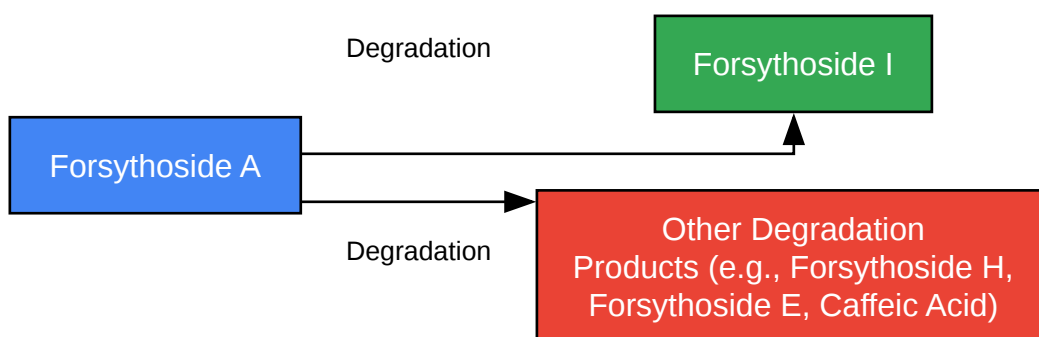 Degradation
Forsythoside I
Forsythoside A
Degradation
Other Degradation
Products (e.g., Forsythoside H,
Forsythoside E, Caffeic Acid)